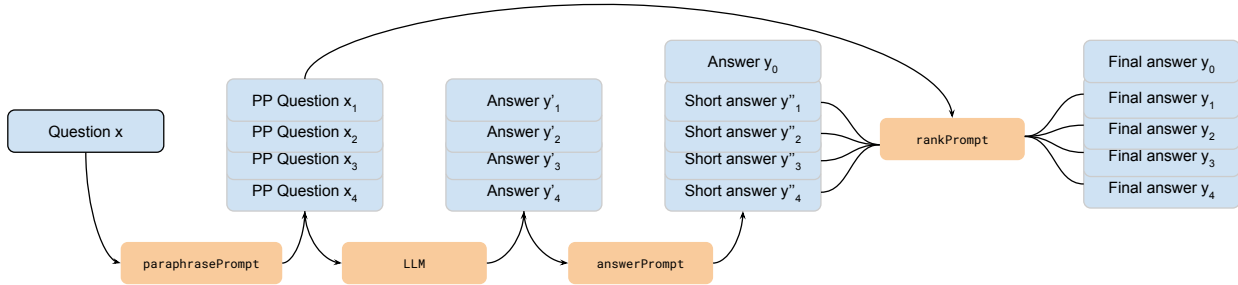 Question x
PP Question x1
PP Question x2
PP Question x3
PP Question x4
Answer y'1
Answer y'2
Answer y'3
Answer y'4
Answer y0
Short answer y''1
Short answer y''2
Short answer y''3
Short answer y''4
rankPrompt
Final answer y0
Final answer y1
Final answer y2
Final answer y3
Final answer y4
paraphrasePrompt
LLM
answerPrompt